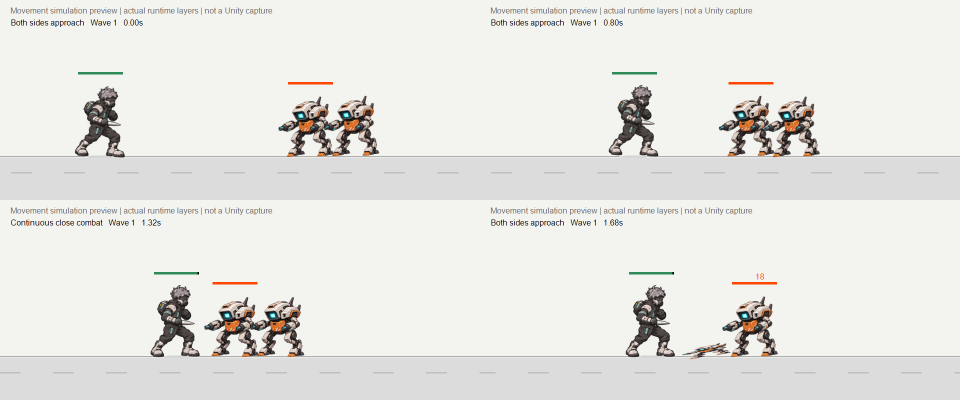 Movement simulation preview | actual runtime layers | not a Unity capture
Both sides approach Wave 1 0.00s
Movement simulation preview | actual runtime layers | not a Unity capture
Both sides approach Wave 1 0.80s
Movement simulation preview | actual runtime layers | not a Unity capture
Continuous close combat Wave 1 1.32s
Movement simulation preview | actual runtime layers | not a Unity capture
Both sides approach Wave 1 1.68s
18